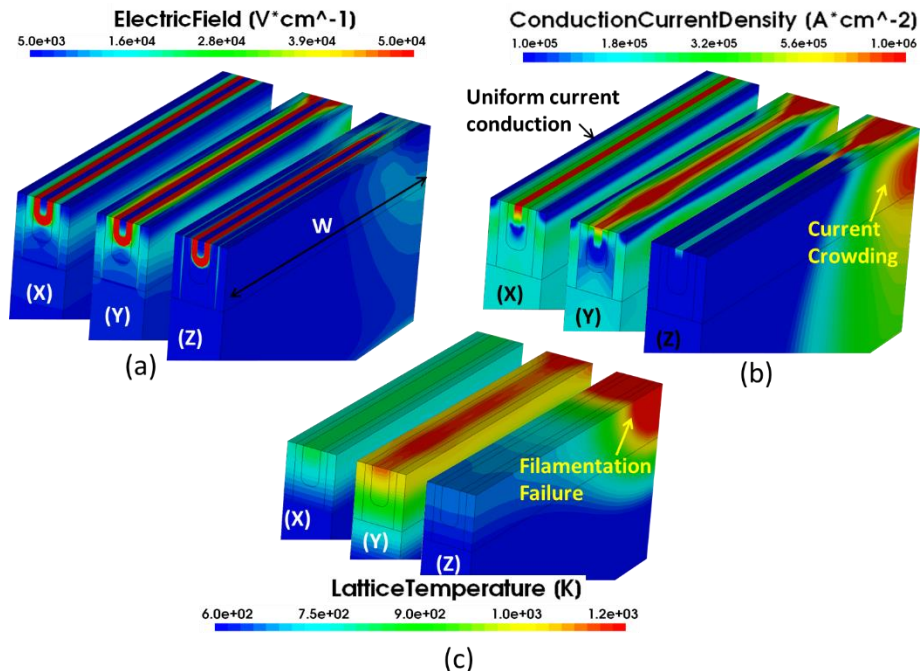 ElectricField (V*cm^-1)
5.0e+03 1.6e+04 2.8e+04 3.9e+04 5.0e+04
ConductionCurrentDensity (A*cm^-2)
1.0e+05 1.8e+05 3.2e+05 5.6e+05 1.0e+06
Uniform current
conduction
W
Current
Crowding
(X)
(Y)
(Z)
(a)
(X)
(Y)
(Z)
(b)
Filamentation
Failure
(X)
(Y)
(Z)
LatticeTemperature (K)
6.0e+02 7.5e+02 9.0e+02 1.0e+03 1.2e+03
(c)